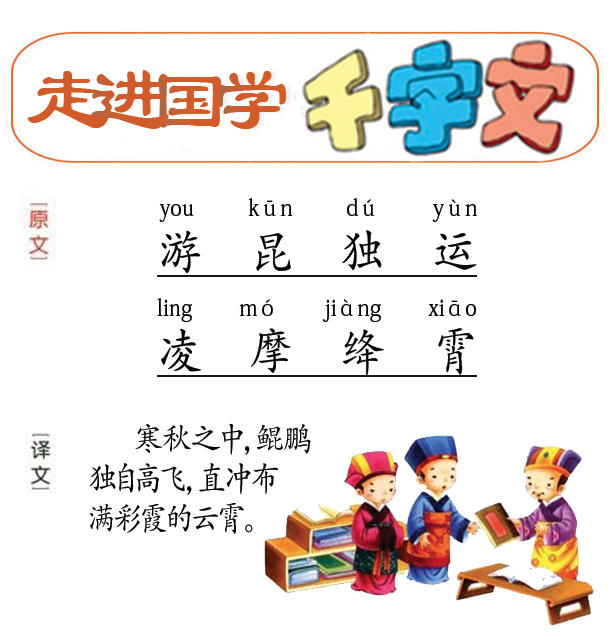 走进国学 千字文
原文
you kūn dú yùn
游 昆 独 运
ling mó jiàng xiāo
凌 摩 绛 霄
译文
寒秋之中,鲲鹏
独自高飞,直冲布
满彩霞的云霄。